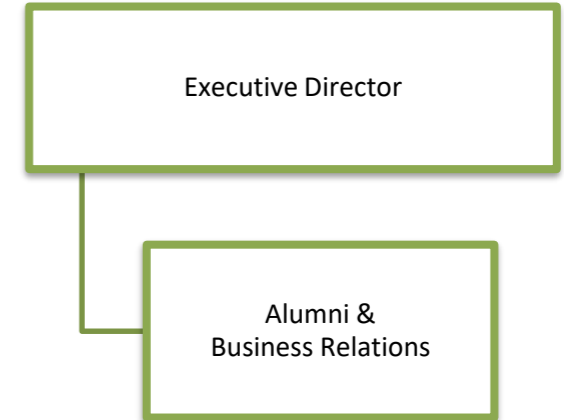 Executive Director
Alumni &
Business Relations